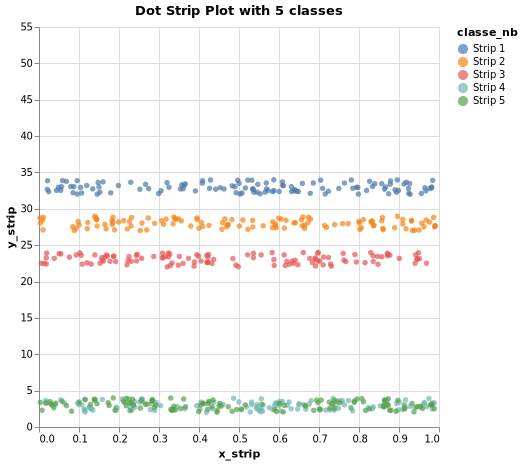 Dot Strip Plot with 5 classes
55
50
45
40
35
30
25
20
15
10
5
0
y_strip
0.0 0.1 0.2 0.3 0.4 0.5 0.6 0.7 0.8 0.9 1.0
x_strip
classe_nb
Strip 1
Strip 2
Strip 3
Strip 4
Strip 5